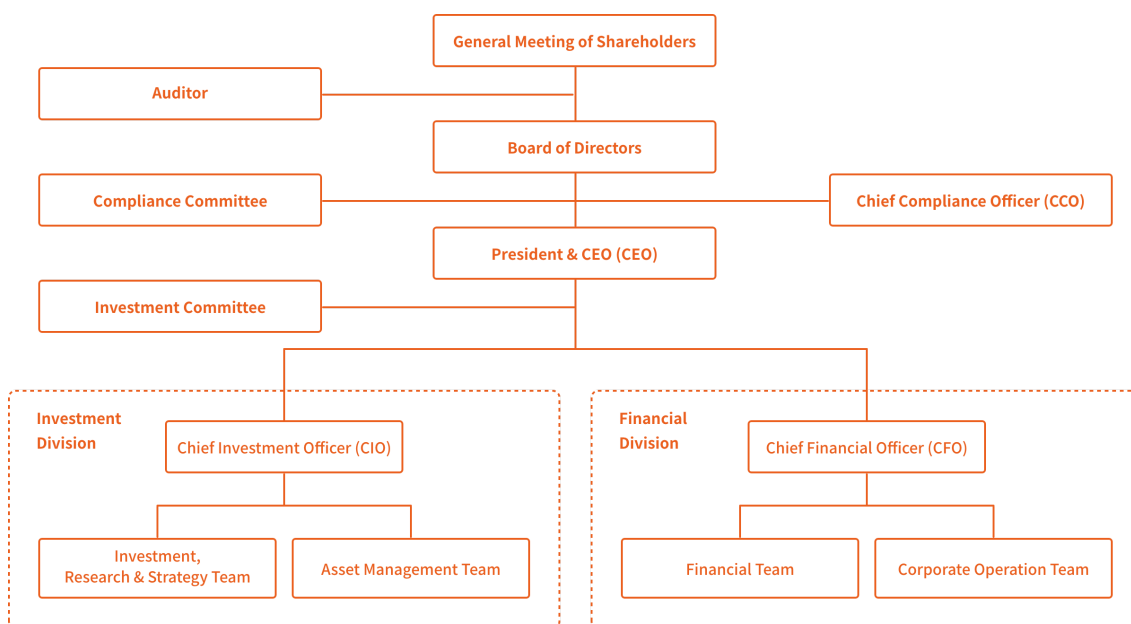 General Meeting of Shareholders
Auditor
Board of Directors
Compliance Committee
Chief Compliance Officer (CCO)
President & CEO (CEO)
Investment Committee
Investment
Division
Chief Investment Officer (CIO)
Investment,
Research & Strategy Team
Asset Management Team
Financial
Division
Chief Financial Officer (CFO)
Financial Team
Corporate Operation Team